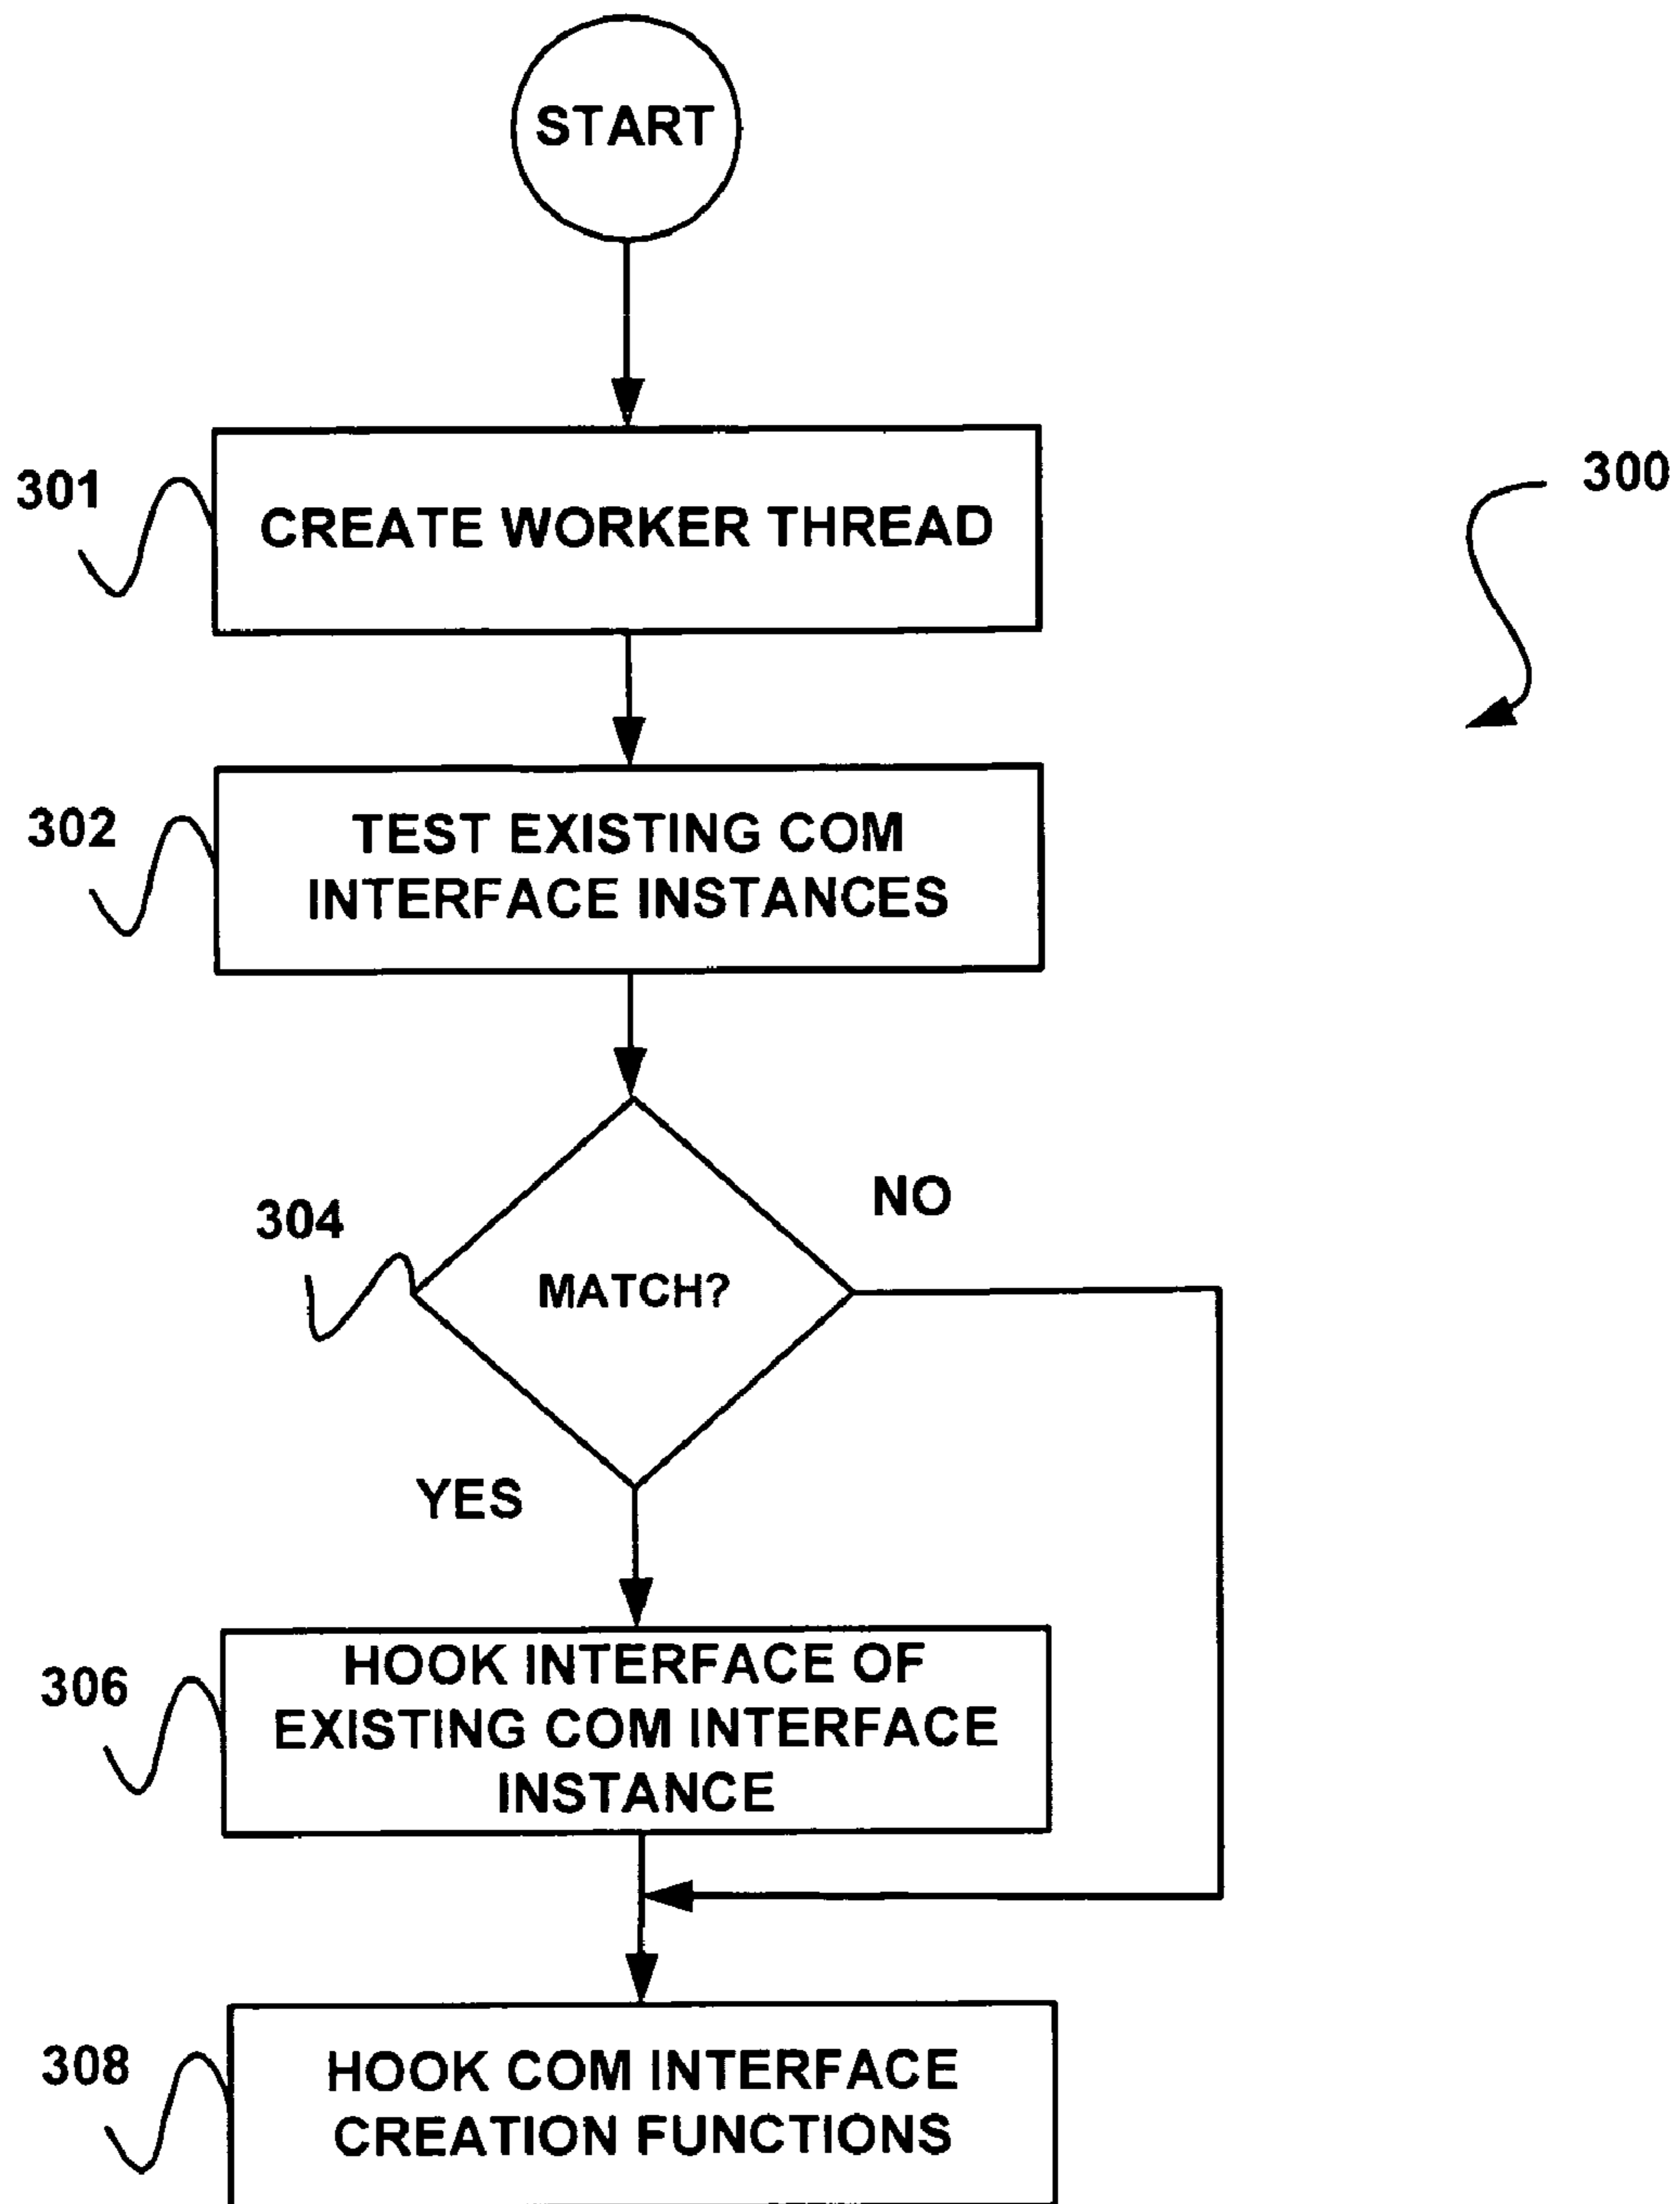 START
301
CREATE WORKER THREAD
300
302
TEST EXISTING COM
INTERFACE INSTANCES
304
MATCH?
NO
YES
306
HOOK INTERFACE OF
EXISTING COM INTERFACE
INSTANCE
308
HOOK COM INTERFACE
CREATION FUNCTIONS